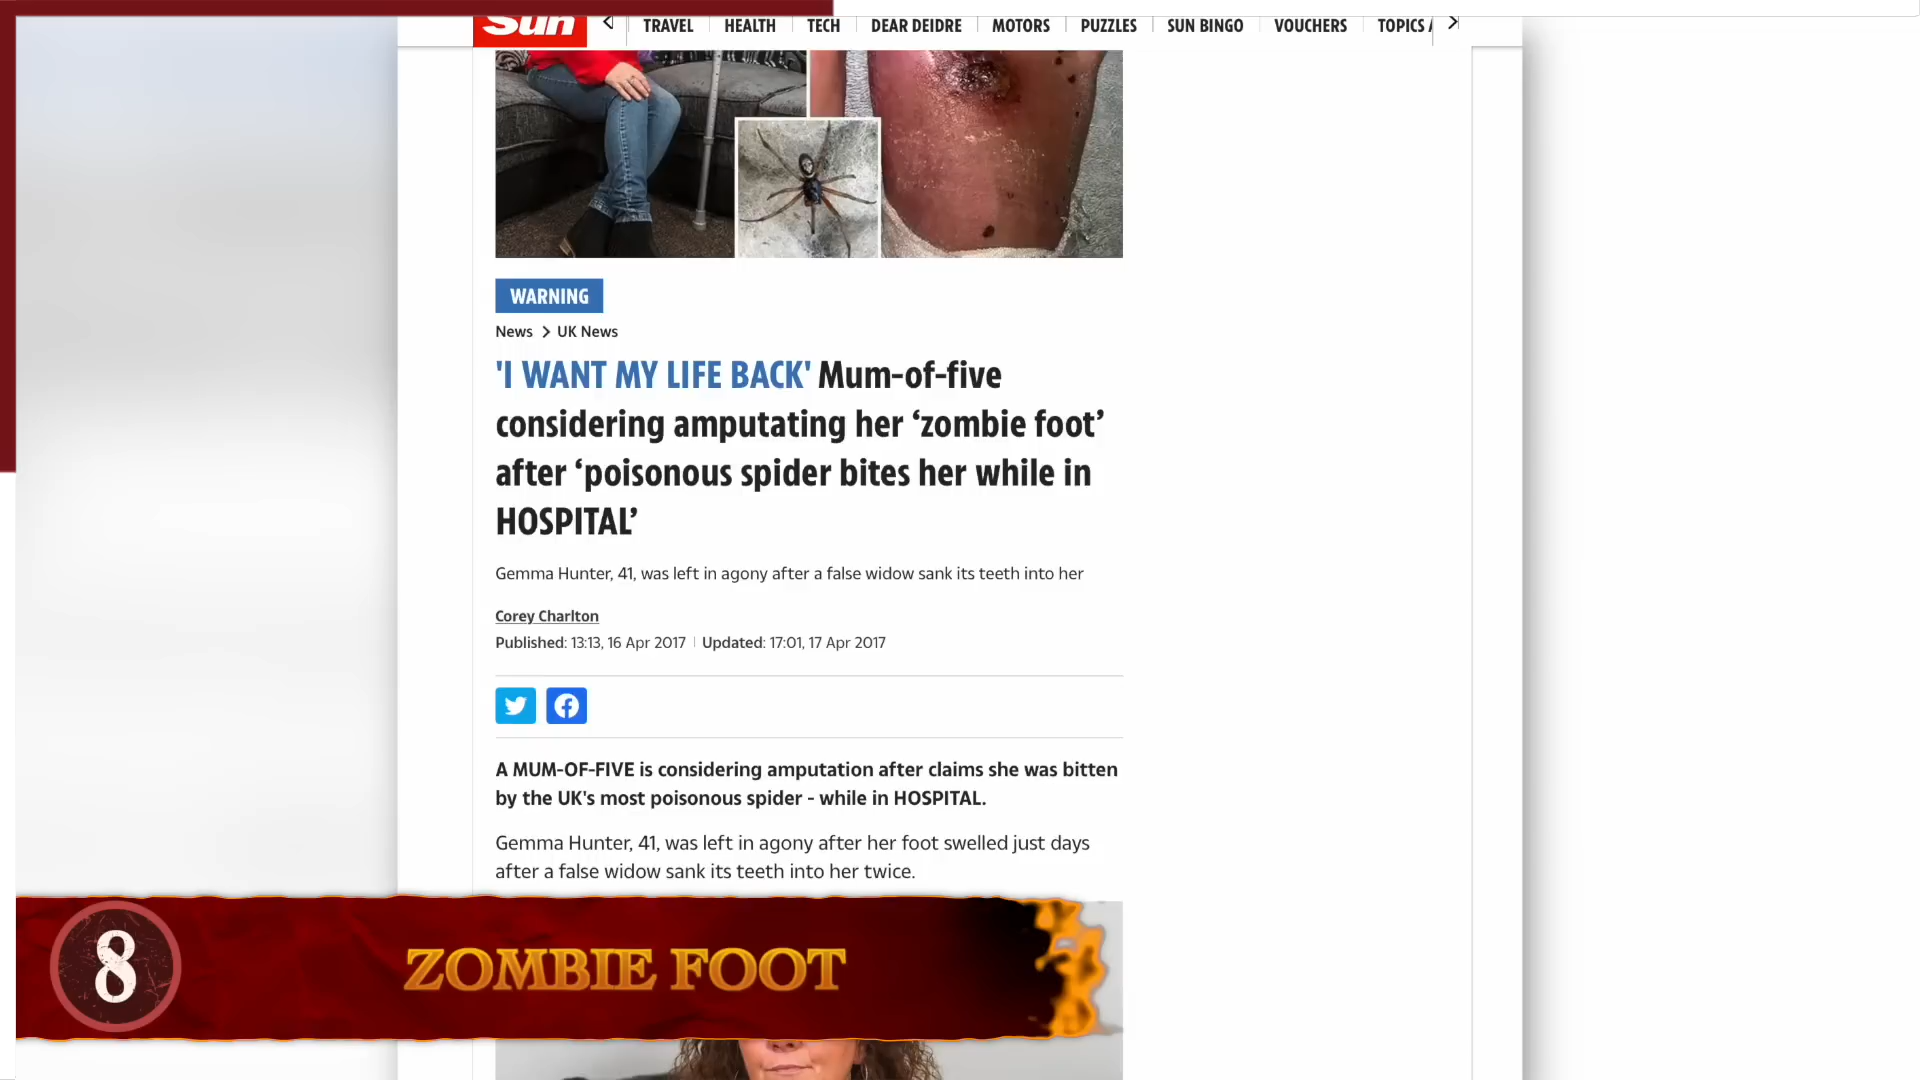 Sun
TRAVEL HEALTH TECH DEAR DEIDRE MOTORS PUZZLES SUN BINGO VOUCHERS TOPICS
WARNING
News > UK News
'I WANT MY LIFE BACK' Mum-of-five
considering amputating her ‘zombie foot’
after ‘poisonous spider bites her while in
HOSPITAL’
Gemma Hunter, 41, was left in agony after a false widow sank its teeth into her
Corey Charlton
Published: 13:13, 16 Apr 2017 | Updated: 17:01, 17 Apr 2017
A MUM-OF-FIVE is considering amputation after claims she was bitten
by the UK's most poisonous spider - while in HOSPITAL.
Gemma Hunter, 41, was left in agony after her foot swelled just days
after a false widow sank its teeth into her twice.
8 ZOMBIE FOOT